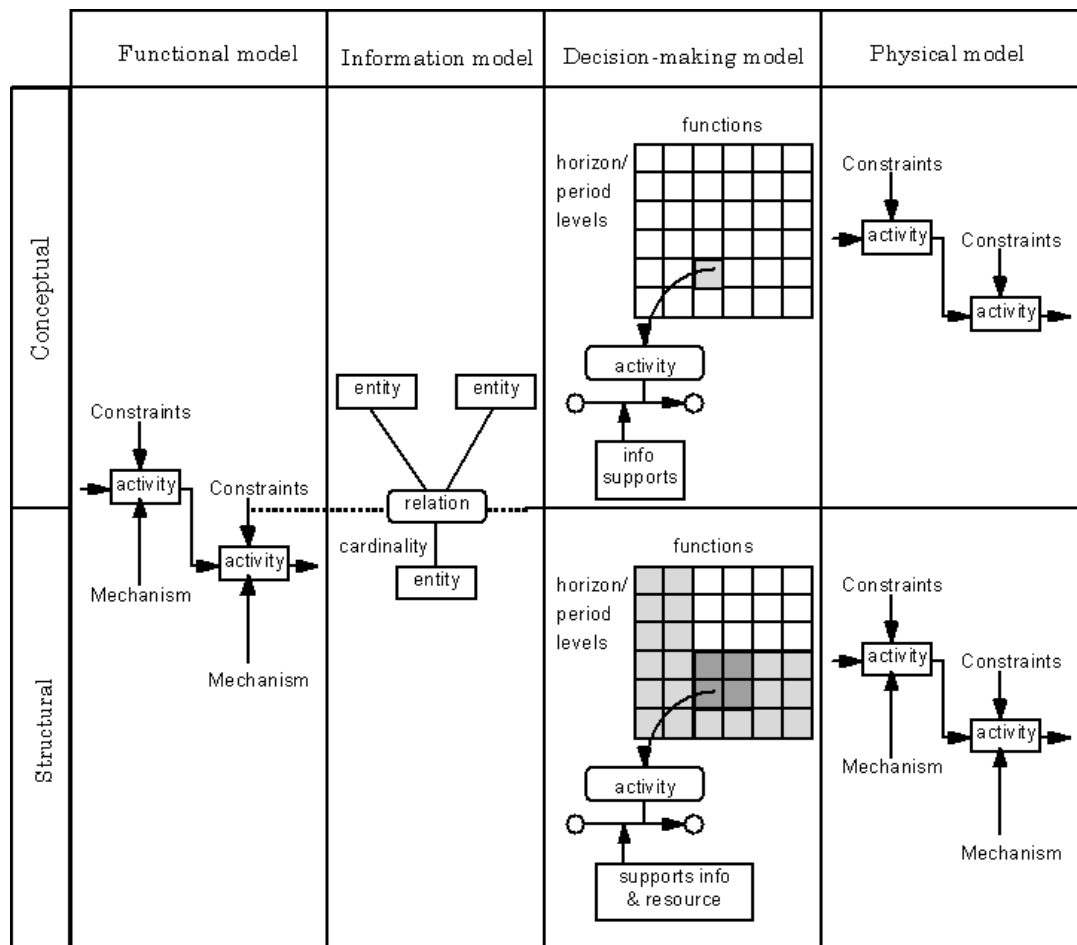 Functional model
Information model
Decision-making model
Physical model
Conceptual
Structural
Constraints
activity
Constraints
activity
Mechanism
Mechanism
entity
entity
relation
cardinality
entity
functions
horizon/
period
levels
activity
info
supports
functions
horizon/
period
levels
activity
supports info
& resource
Constraints
activity
Constraints
activity
Constraints
activity
Constraints
activity
Mechanism
Mechanism